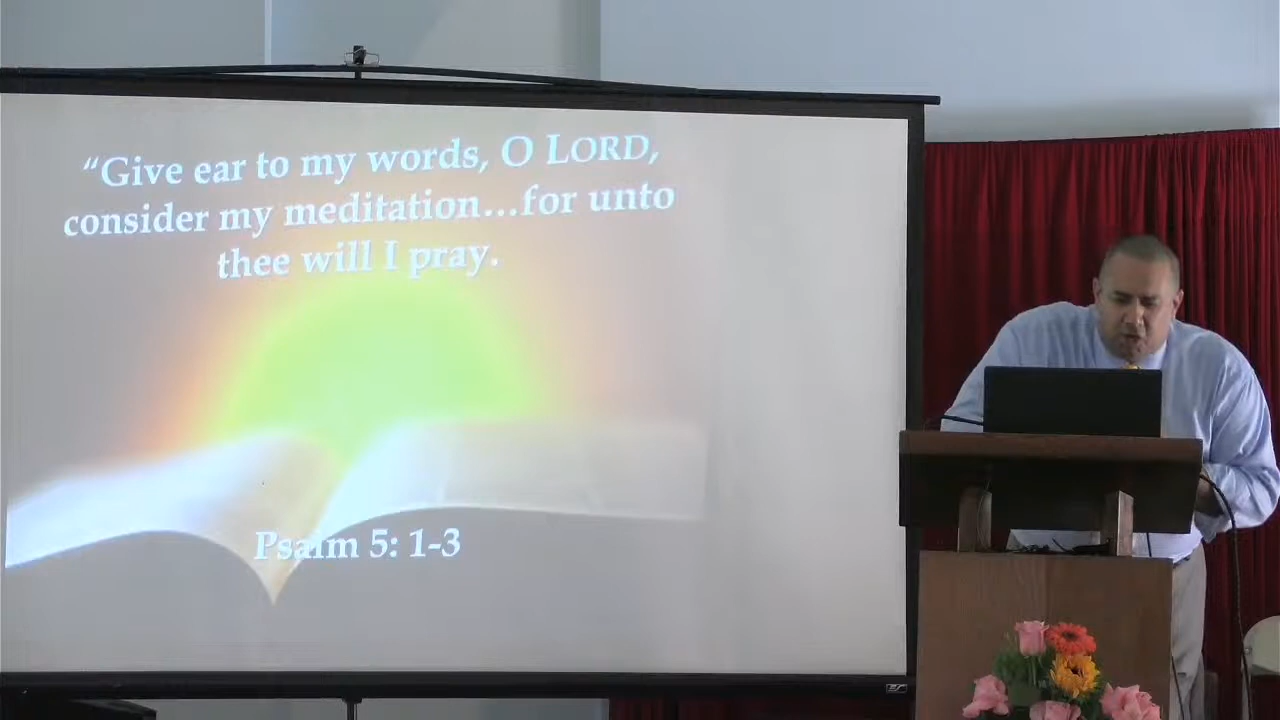 “Give ear to my words, O LORD,
consider my meditation...for unto
thee will I pray.
Psalm 5: 1-3